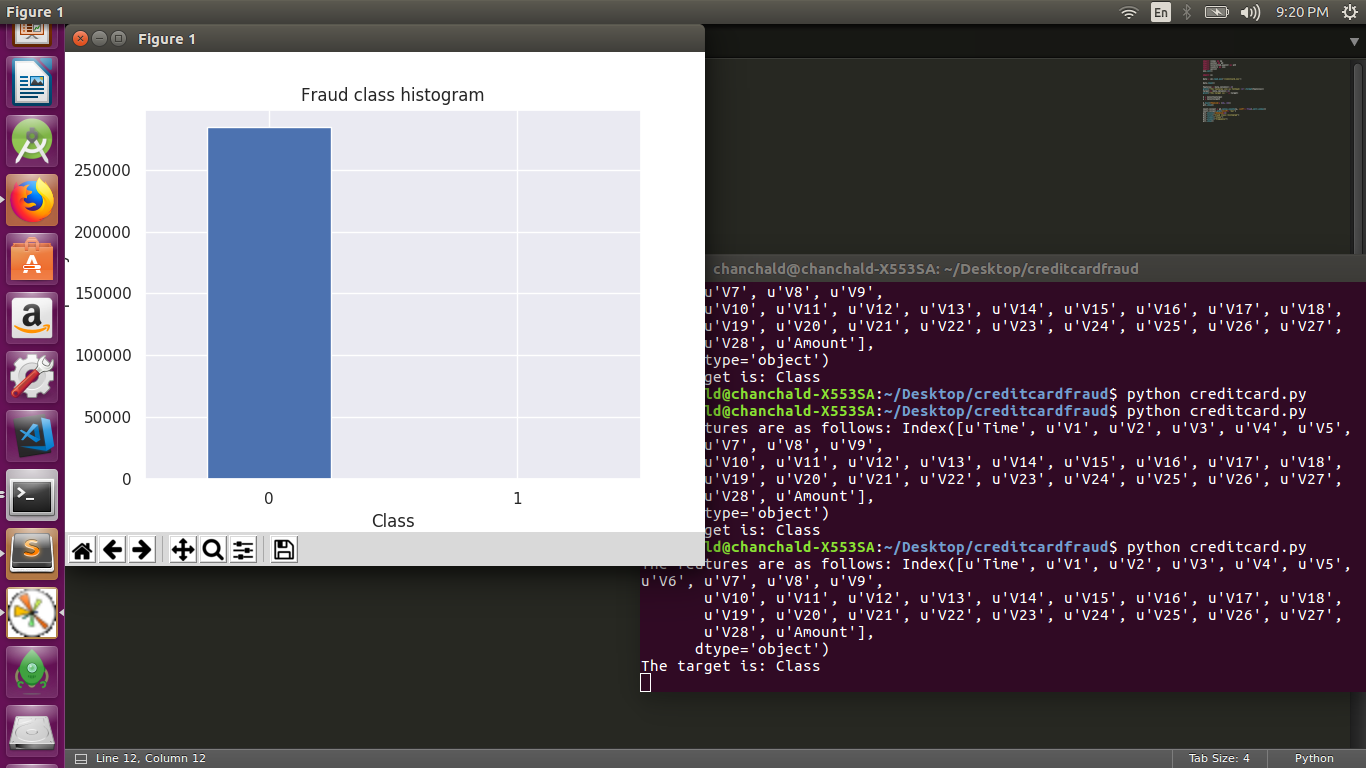 Figure 1
En
9:20 PM
Figure 1
Fraud class histogram
250000
200000
150000
100000
50000
0
0 1
Class
chanchald@chanchald-X553SA: ~/Desktop/creditcardfraud
u'V7', u'V8', u'V9',
u'V10', u'V11', u'V12', u'V13', u'V14', u'V15', u'V16', u'V17', u'V18',
u'V19', u'V20', u'V21', u'V22', u'V23', u'V24', u'V25', u'V26', u'V27',
u'V28', u'Amount'],
type='object')
get is: Class
ld@chanchald-X553SA:~/Desktop/creditcardfraud$ python creditcard.py
ld@chanchald-X553SA:~/Desktop/creditcardfraud$ python creditcard.py
tures are as follows: Index([u'Time', u'V1', u'V2', u'V3', u'V4', u'V5',
u'V7', u'V8', u'V9',
u'V10', u'V11', u'V12', u'V13', u'V14', u'V15', u'V16', u'V17', u'V18',
u'V19', u'V20', u'V21', u'V22', u'V23', u'V24', u'V25', u'V26', u'V27',
u'V28', u'Amount'],
type='object')
get is: Class
ld@chanchald-X553SA:~/Desktop/creditcardfraud$ python creditcard.py
The features are as follows: Index([u'Time', u'V1', u'V2', u'V3', u'V4', u'V5',
u'V6', u'V7', u'V8', u'V9',
u'V10', u'V11', u'V12', u'V13', u'V14', u'V15', u'V16', u'V17', u'V18',
u'V19', u'V20', u'V21', u'V22', u'V23', u'V24', u'V25', u'V26', u'V27',
u'V28', u'Amount'],
dtype='object')
The target is: Class
Line 12, Column 12
Tab Size: 4
Python